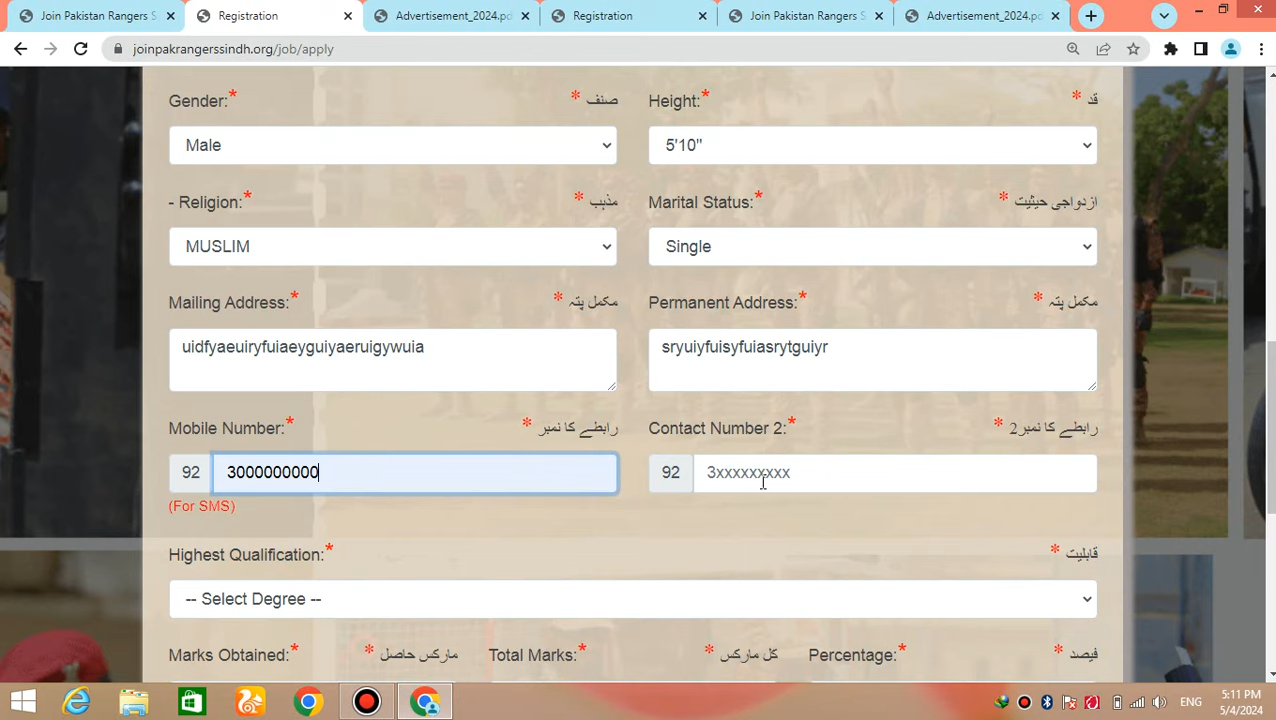 Join Pakistan Rangers S
Registration
Advertisement_2024.pd
Registration
Join Pakistan Rangers S
Advertisement_2024.pd
joinpakrangerssindh.org/job/apply
Gender:* * صنف
Height:* * قد
Male
5'10"
- Religion:* * مذہب
Marital Status:* * ازدواجی حیثیت
MUSLIM
Single
Mailing Address:* * مکمل پتہ
Permanent Address:* * مکمل پتہ
uidfyaeuiryfuiaeyguiyaeruigywuia
sryuiyfuisyfuiasrytguiyr
Mobile Number:* * رابطے کا نمبر
Contact Number 2:* * رابطے کا نمبر2
92 3000000000
92 3xxxxxxxxx
(For SMS)
Highest Qualification:* * قابلیت
-- Select Degree --
Marks Obtained:* * مارکس حاصل
Total Marks:* * کل مارکس
Percentage:* * فیصد
ENG
5:11 PM
5/4/2024